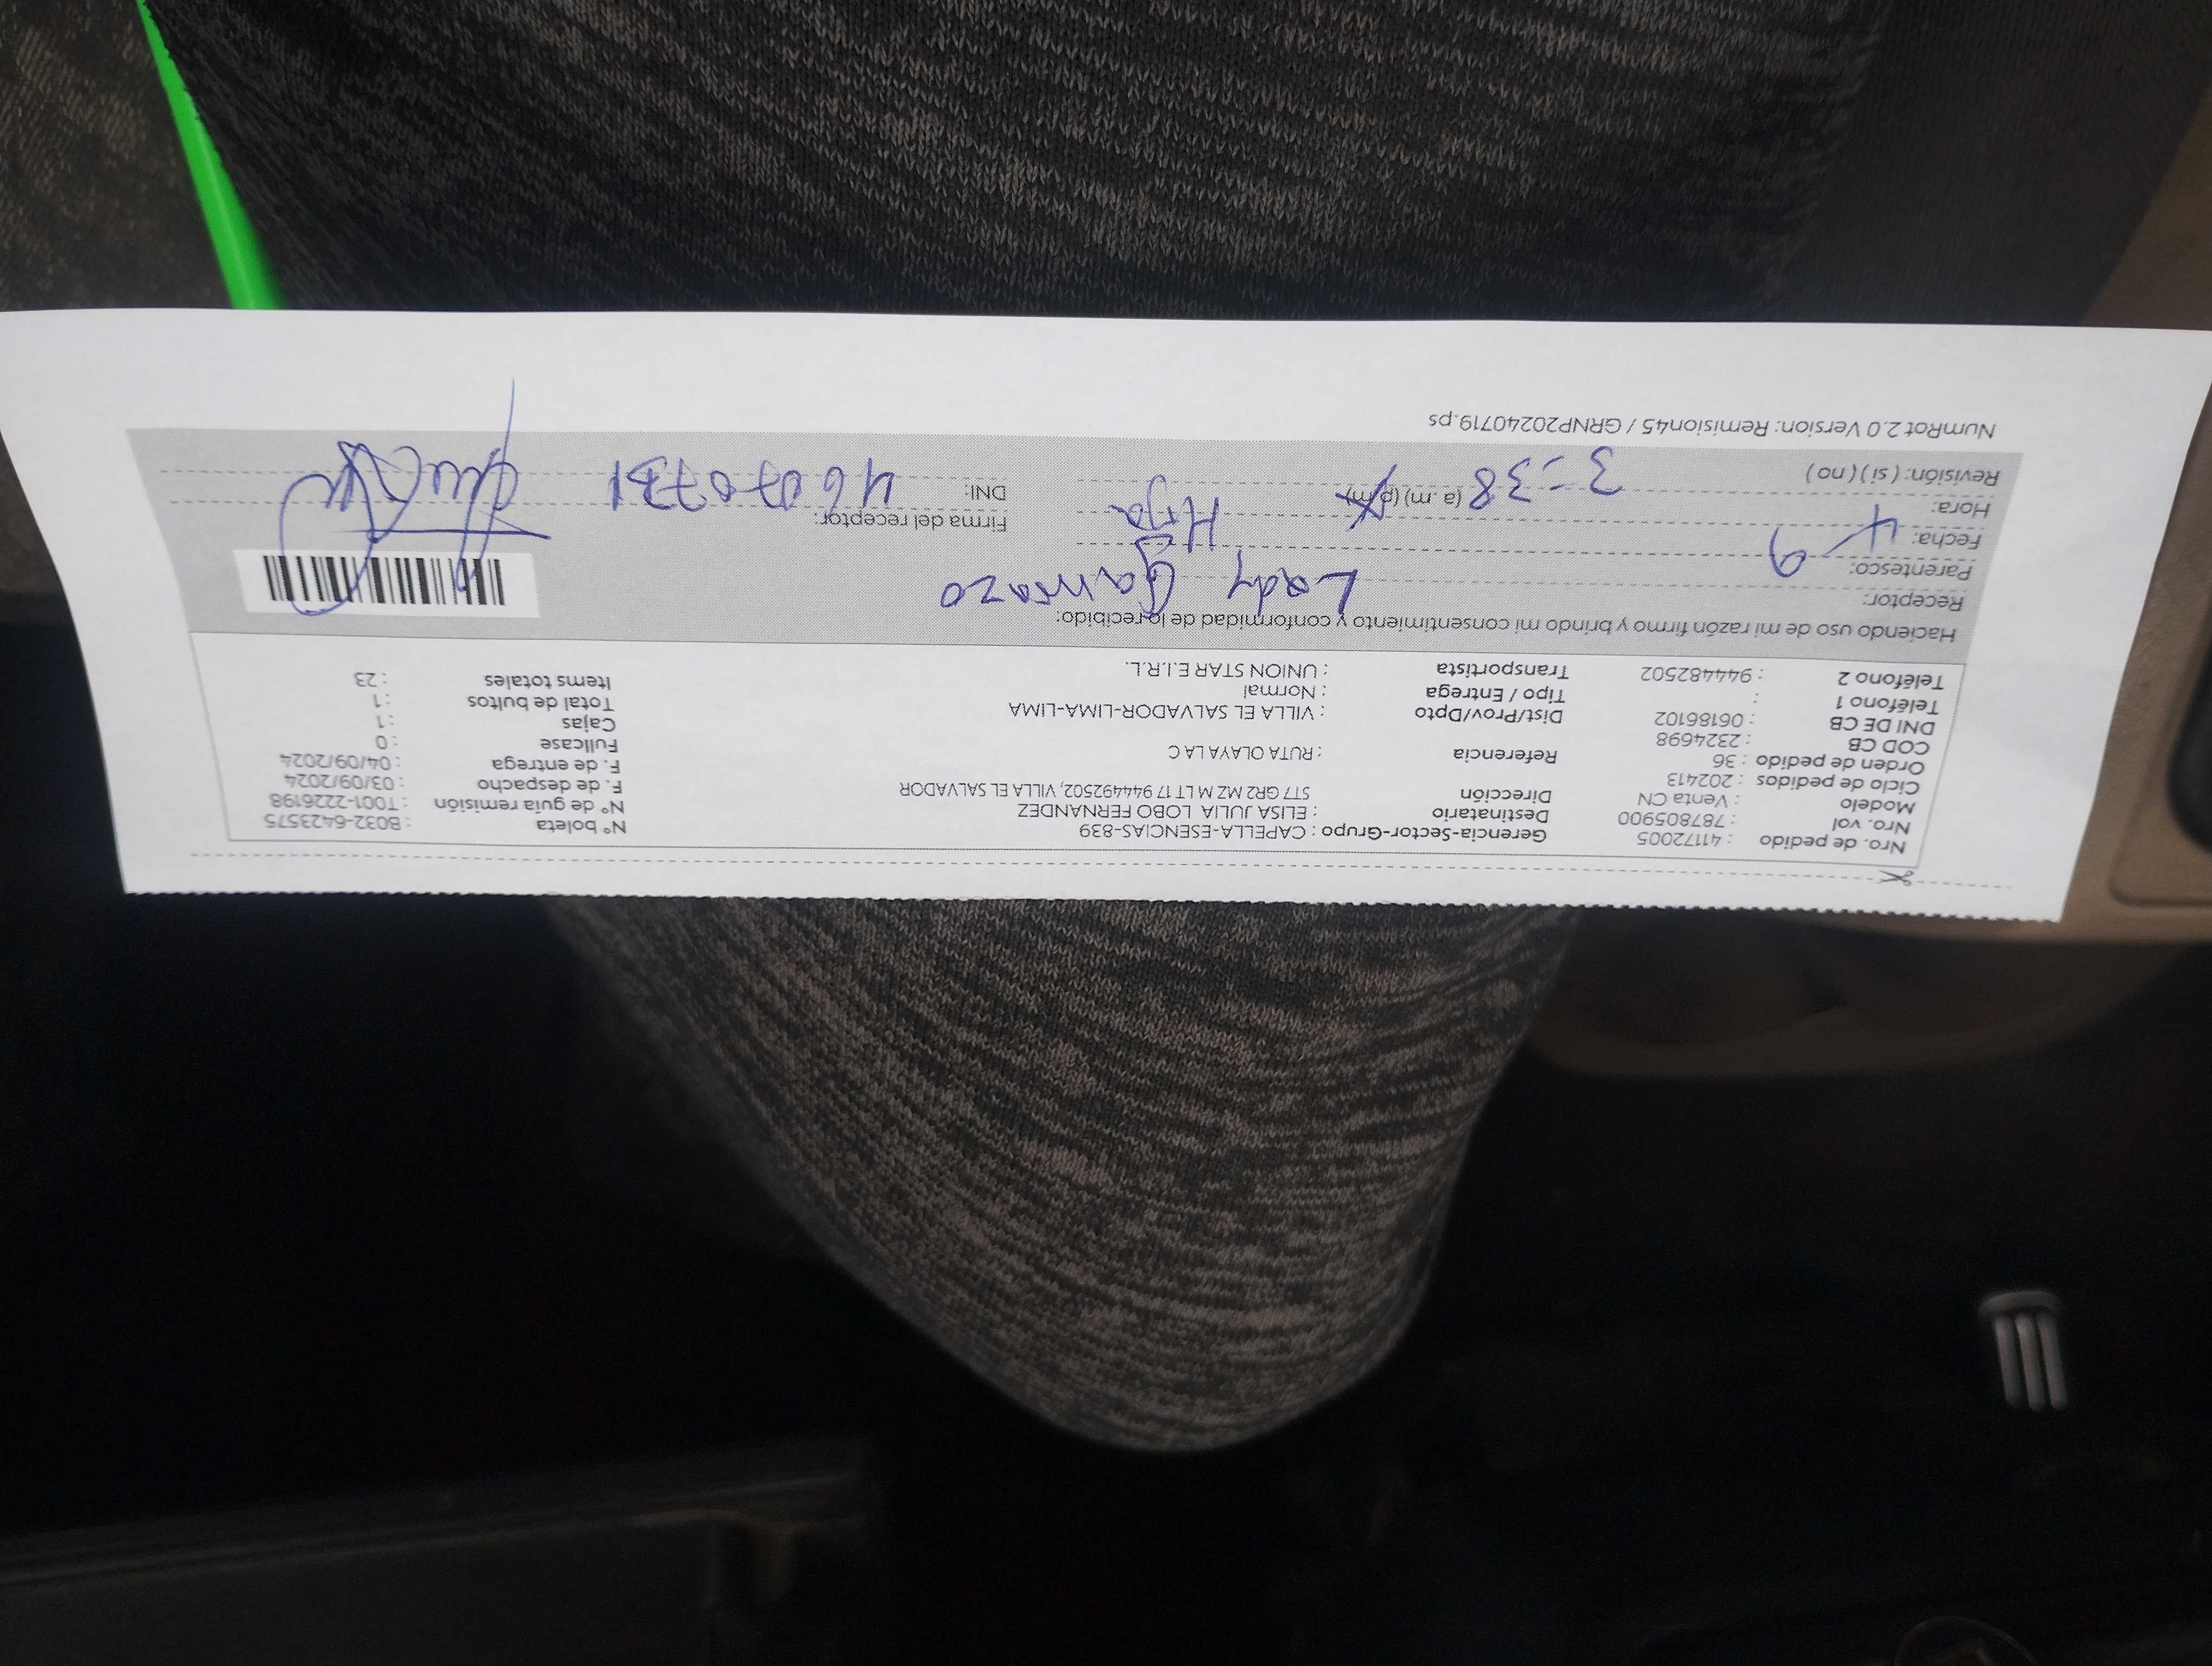 Nro. de pedido : 41172005 Gerencia-Sector-Grupo : CAPELLA-ESENCIAS-839 N° boleta : B032-6423575
Nro. vol : 787805900 Destinatario : ELISA JULIA LOBO FERNANDEZ N° de guía remisión : T001-2226198
Modelo : Venta CN Dirección ST7 GR2 MZ M LT 17 944492502, VILLA EL SALVADOR F. de despacho : 03/09/2024
Ciclo de pedidos : 202413 F. de entrega : 04/09/2024
Orden de pedido : 36 Referencia : RUTA OLAYA LA C Fullcase : 0
COD CB : 2324698 Cajas : 1
DNI DE CB : 06186102 Dist/Prov/Dpto : VILLA EL SALVADOR-LIMA-LIMA Total de bultos : 1
Teléfono 1 : Tipo / Entrega : Normal Items totales : 23
Teléfono 2 : 944482502 Transportista : UNION STAR E.I.R.L.
Haciendo uso de mi razón firmo y brindo mi consentimiento y conformidad de lo recibido:
Receptor: Lady Gamrazo
Parentesco: Hija
Fecha: 4 9 Firma del receptor:
Hora: 3=38 (a.m) (p.m) DNI: 46070731
Revisión: ( si ) ( no )
NumRot 2.0 Version: Remision45 / GRNP20240719.ps